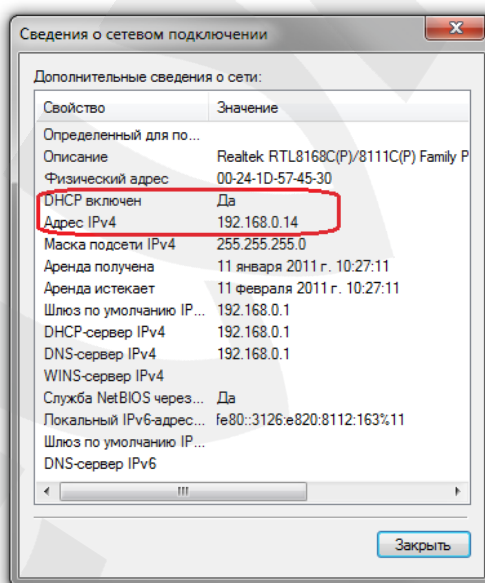 Сведения о сетевом подключении
Дополнительные сведения о сети:
Свойство Значение
Определенный для по...
Описание Realtek RTL8168C(P)/8111C(P) Family P
Физический адрес 00-24-1D-57-45-30
DHCP включен Да
Адрес IPv4 192.168.0.14
Маска подсети IPv4 255.255.255.0
Аренда получена 11 января 2011 г. 10:27:11
Аренда истекает 11 февраля 2011 г. 10:27:11
Шлюз по умолчанию IP... 192.168.0.1
DHCP-сервер IPv4 192.168.0.1
DNS-сервер IPv4 192.168.0.1
WINS-сервер IPv4
Служба NetBIOS через... Да
Локальный IPv6-адрес... fe80::3126:e820:8112:163%11
Шлюз по умолчанию IP...
DNS-сервер IPv6
Закрыть